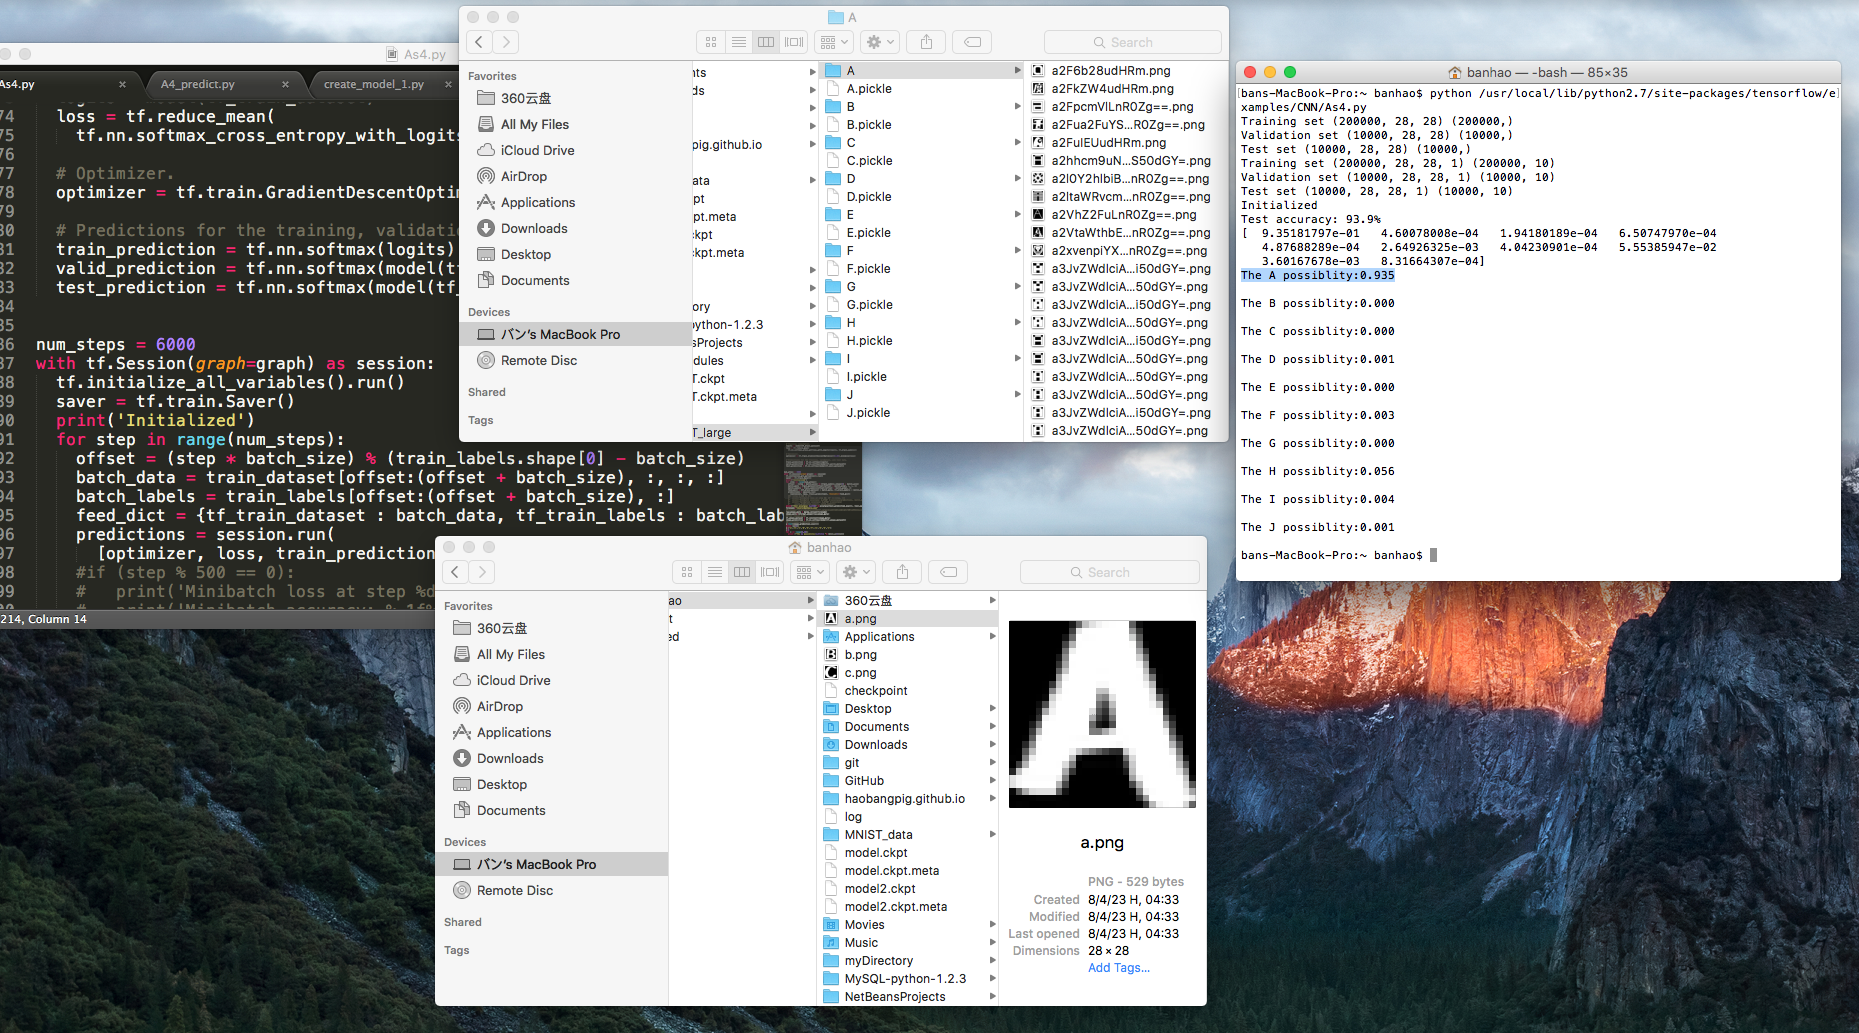 As4.py
As4.py
A4_predict.py
create_model_1.py
74
loss = tf.reduce_mean(
75
tf.nn.softmax_cross_entropy_with_logits
76
77
# Optimizer.
78
optimizer = tf.train.GradientDescentOptim
79
80
# Predictions for the training, validatio
81
train_prediction = tf.nn.softmax(logits)
82
valid_prediction = tf.nn.softmax(model(tf
83
test_prediction = tf.nn.softmax(model(tf_
84
85
86
num_steps = 6000
87
with tf.Session(graph=graph) as session:
88
tf.initialize_all_variables().run()
89
saver = tf.train.Saver()
90
print('Initialized')
91
for step in range(num_steps):
92
offset = (step * batch_size) % (train_labels.shape[0] - batch_size)
93
batch_data = train_dataset[offset:(offset + batch_size), :, :, :]
94
batch_labels = train_labels[offset:(offset + batch_size), :]
95
feed_dict = {tf_train_dataset : batch_data, tf_train_labels : batch_lab
96
predictions = session.run(
97
[optimizer, loss, train_prediction
98
#if (step % 500 == 0):
99
#   print('Minibatch loss at step %d
214, Column 14
A
Search
Favorites
360云盘
All My Files
iCloud Drive
AirDrop
Applications
Downloads
Desktop
Documents
Devices
バン's MacBook Pro
Remote Disc
Shared
Tags
nts
ds
pig.github.io
ata
pt
pt.meta
ckpt
ckpt.meta
ory
ython-1.2.3
sProjects
dules
T.ckpt
T.ckpt.meta
T_large
A
A.pickle
B
B.pickle
C
C.pickle
D
D.pickle
E
E.pickle
F
F.pickle
G
G.pickle
H
H.pickle
I
I.pickle
J
J.pickle
a2F6b28udHRm.png
a2FkZW4udHRm.png
a2FpcmVlLnR0Zg==.png
a2Fua2FuYS...R0Zg==.png
a2FulEUudHRm.png
a2hhcm9uN...S50dGY=.png
a2lOY2hlbiB...nR0Zg==.png
a2ltaWRvcm...nR0Zg==.png
a2VhZ2FuLnR0Zg==.png
a2VtaWthbE...nR0Zg==.png
a2xvenpiYX...nR0Zg==.png
a3JvZWdlciA...i50dGY=.png
a3JvZWdlciA...50dGY=.png
a3JvZWdlciA...i50dGY=.png
a3JvZWdlciA...50dGY=.png
a3JvZWdlciA...i50dGY=.png
a3JvZWdlciA...50dGY=.png
a3JvZWdlciA...50dGY=.png
a3JvZWdlciA...50dGY=.png
a3JvZWdlciA...i50dGY=.png
a3JvZWdlciA...50dGY=.png
banhao — -bash — 85×35
bans-MacBook-Pro:~ banhao$ python /usr/local/lib/python2.7/site-packages/tensorflow/e
xamples/CNN/As4.py
Training set (200000, 28, 28) (200000,)
Validation set (10000, 28, 28) (10000,)
Test set (10000, 28, 28) (10000,)
Training set (200000, 28, 28, 1) (200000, 10)
Validation set (10000, 28, 28, 1) (10000, 10)
Test set (10000, 28, 28, 1) (10000, 10)
Initialized
Test accuracy: 93.9%
[  9.35181797e-01   4.60078008e-04   1.94180189e-04   6.50747970e-04
4.87688289e-04   2.64926325e-03   4.04230901e-04   5.55385947e-02
3.60167678e-03   8.31664307e-04]
The A possiblity:0.935
The B possiblity:0.000
The C possiblity:0.000
The D possiblity:0.001
The E possiblity:0.000
The F possiblity:0.003
The G possiblity:0.000
The H possiblity:0.056
The I possiblity:0.004
The J possiblity:0.001
bans-MacBook-Pro:~ banhao$
banhao
Search
Favorites
360云盘
All My Files
iCloud Drive
AirDrop
Applications
Downloads
Desktop
Documents
Devices
バン's MacBook Pro
Remote Disc
Shared
Tags
ao
t
ed
360云盘
a.png
Applications
b.png
c.png
checkpoint
Desktop
Documents
Downloads
git
GitHub
haobangpig.github.io
log
MNIST_data
model.ckpt
model.ckpt.meta
model2.ckpt
model2.ckpt.meta
Movies
Music
myDirectory
MySQL-python-1.2.3
NetBeansProjects
A
a.png
PNG - 529 bytes
Created 8/4/23 H, 04:33
Modified 8/4/23 H, 04:33
Last opened 8/4/23 H, 04:33
Dimensions 28 × 28
Add Tags...